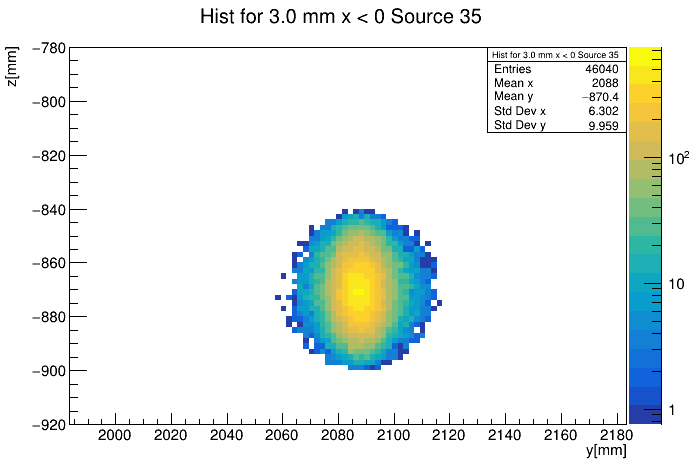 Hist for 3.0 mm x < 0 Source 35
z[mm]
−780
−800
−820
−840
−860
−880
−900
−920
Hist for 3.0 mm x < 0 Source 35
Entries 46040
Mean x 2088
Mean y −870.4
Std Dev x 6.302
Std Dev y 9.959
10²
10
1
2000 2020 2040 2060 2080 2100 2120 2140 2160 2180
y[mm]